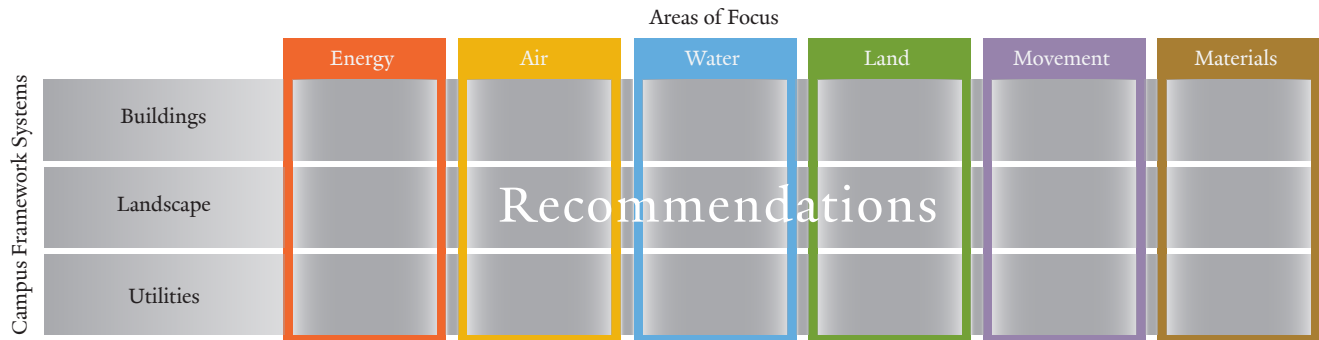 Areas of Focus
Energy Air Water Land Movement Materials
Campus Framework Systems
Buildings
Landscape
Recommendations
Utilities